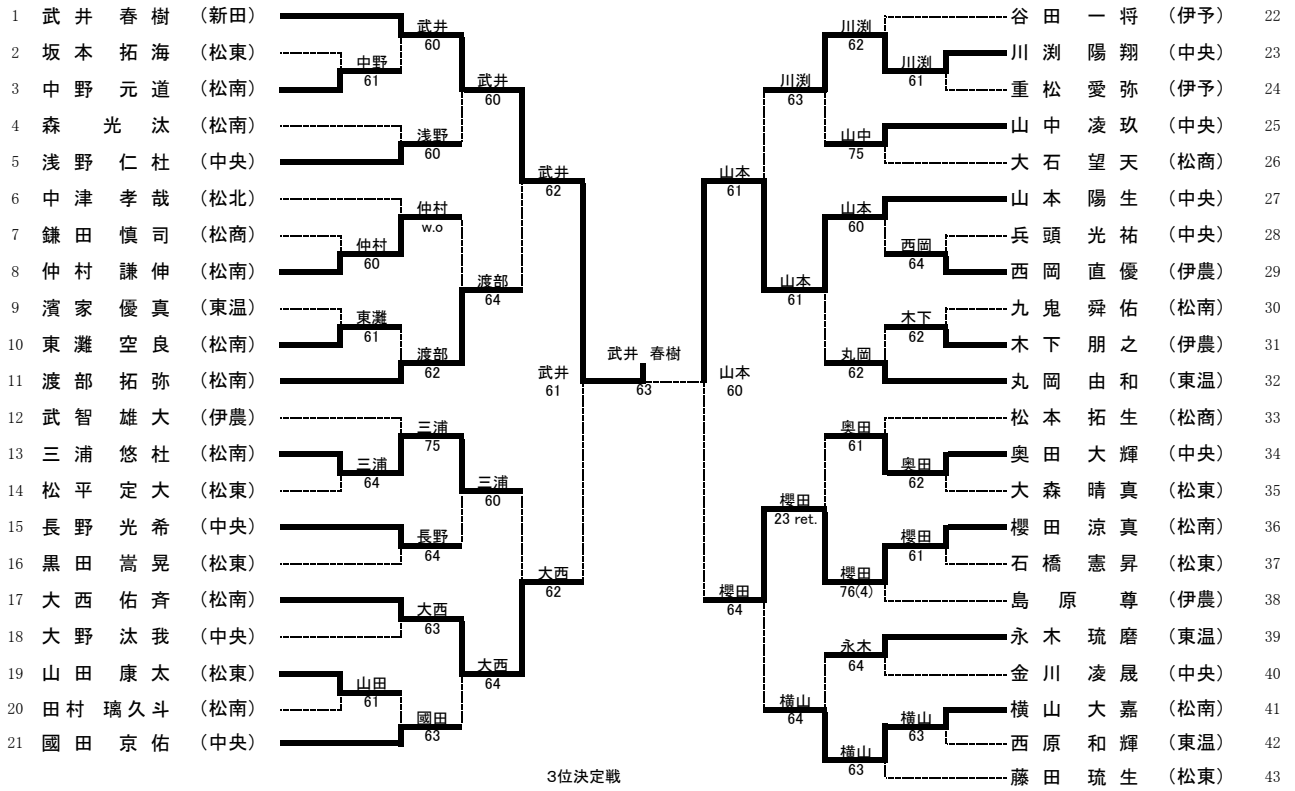 1 武井 春樹 (新田)
2 坂本 拓海 (松東)
3 中野 元道 (松南)
4 森 光汰 (松南)
5 浅野 仁杜 (中央)
6 中津 孝哉 (松北)
7 鎌田 慎司 (松商)
8 仲村 謙伸 (松南)
9 濱家 優真 (東温)
10 東灘 空良 (松南)
11 渡部 拓弥 (松南)
12 武智 雄大 (伊農)
13 三浦 悠杜 (松南)
14 松平 定大 (松東)
15 長野 光希 (中央)
16 黒田 嵩晃 (松東)
17 大西 佑斉 (松南)
18 大野 汰我 (中央)
19 山田 康太 (松東)
20 田村 璃久斗 (松南)
21 國田 京佑 (中央)
中野
61
仲村
60
東灘
61
三浦
64
山田
61
武井
60
浅野
60
仲村
w.o
渡部
62
三浦
75
長野
64
大西
63
國田
63
武井
60
渡部
64
三浦
60
大西
64
武井
62
大西
62
武井
61
武井 春樹
63
山本
60
山本
61
櫻田
64
川渕
63
山本
61
櫻田
23 ret.
横山
64
川渕
62
山中
75
山本
60
丸岡
62
奥田
61
櫻田
76(4)
永木
64
横山
63
川渕
61
西岡
64
木下
62
奥田
62
櫻田
61
横山
63
谷田 一将 (伊予) 22
川渕 陽翔 (中央) 23
重松 愛弥 (伊予) 24
山中 凌玖 (中央) 25
大石 望天 (松商) 26
山本 陽生 (中央) 27
兵頭 光祐 (中央) 28
西岡 直優 (伊農) 29
九鬼 舜佑 (松南) 30
木下 朋之 (伊農) 31
丸岡 由和 (東温) 32
松本 拓生 (松商) 33
奥田 大輝 (中央) 34
大森 晴真 (松東) 35
櫻田 涼真 (松南) 36
石橋 憲昇 (松東) 37
島原 尊 (伊農) 38
永木 琉磨 (東温) 39
金川 凌晟 (中央) 40
横山 大嘉 (松南) 41
西原 和輝 (東温) 42
藤田 琉生 (松東) 43
3位決定戦